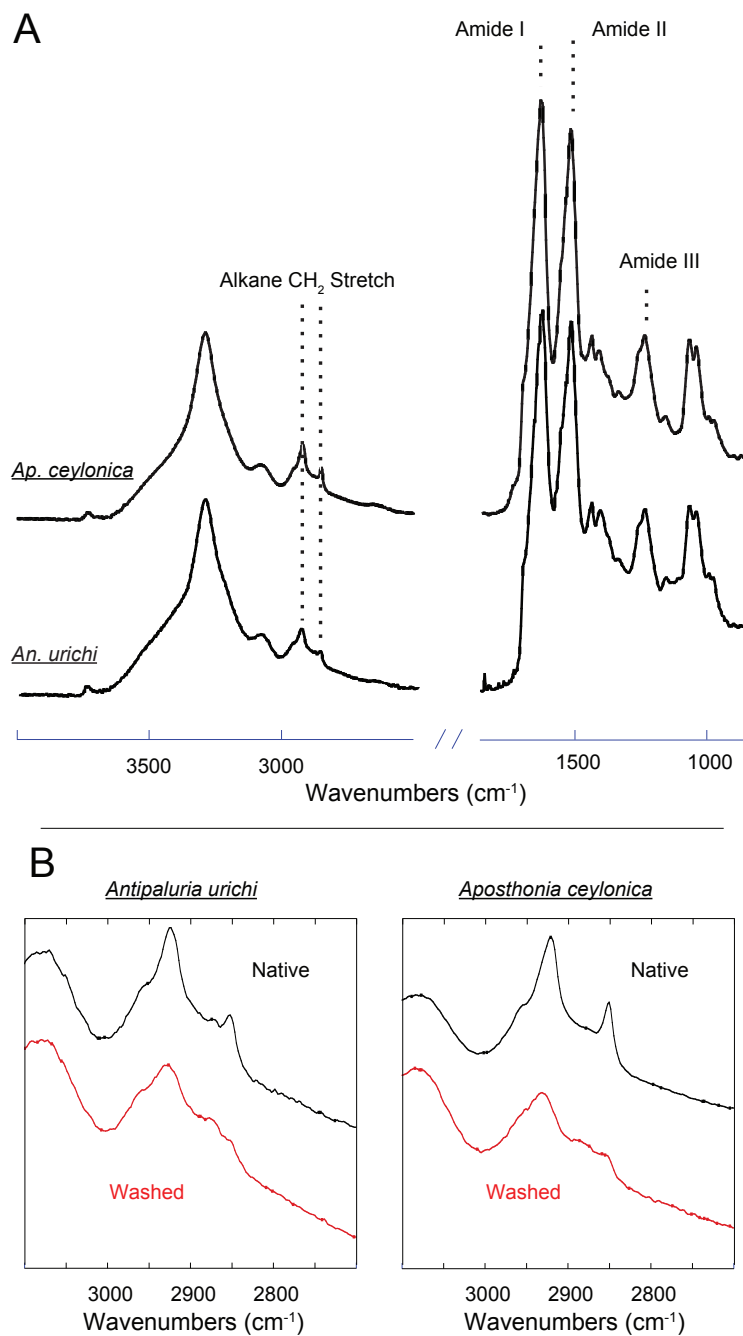 A
Amide I
Amide II
Amide III
Alkane CH₂ Stretch
Ap. ceylonica
An. urichi
3500
3000
1500
1000
Wavenumbers (cm⁻¹)
B
Antipaluria urichi
Aposthonia ceylonica
Native
Native
Washed
Washed
3000
2900
2800
3000
2900
2800
Wavenumbers (cm⁻¹)
Wavenumbers (cm⁻¹)